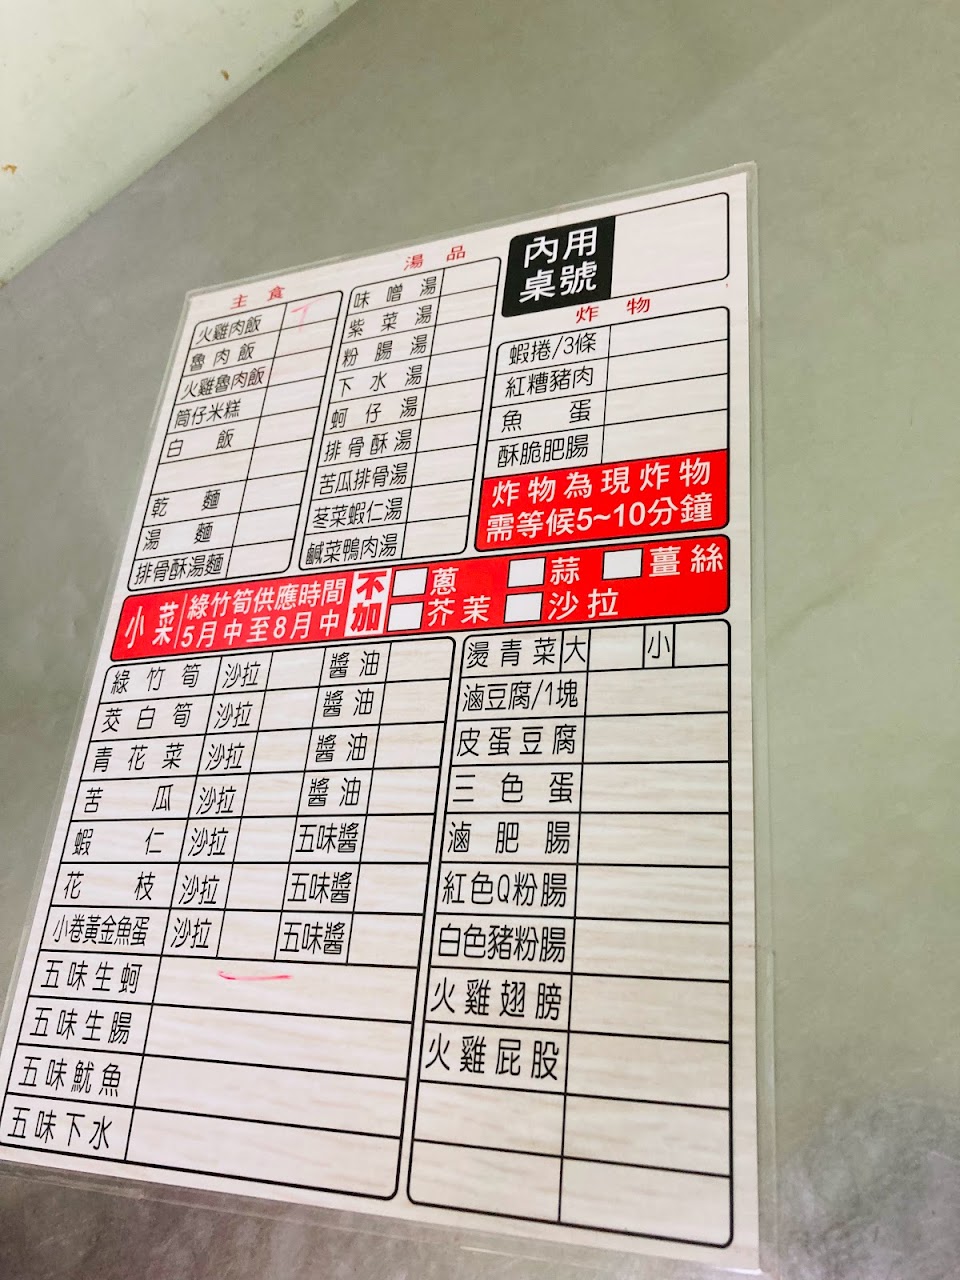 內用
桌號
主食
火雞肉飯
魯肉飯
火雞魯肉飯
筒仔米糕
白飯
乾麵
湯麵
排骨酥湯麵
湯品
味噌湯
紫菜湯
粉腸湯
下水湯
蚵仔湯
排骨酥湯
苦瓜排骨湯
茎菜蝦仁湯
鹹菜鴨肉湯
炸物
蝦捲/3條
紅糟豬肉
魚蛋
酥脆肥腸
炸物為現炸物
需等候5~10分鐘
小菜
綠竹筍供應時間
5月中至8月中
不加
蔥 蒜 薑絲
芥茉 沙拉
綠竹筍 沙拉 醬油
茭白筍 沙拉 醬油
青花菜 沙拉 醬油
苦瓜 沙拉 醬油
蝦仁 沙拉 五味醬
花枝 沙拉 五味醬
小卷黃金魚蛋 沙拉 五味醬
五味生蚵
五味生腸
五味魷魚
五味下水
燙青菜 大 小
滷豆腐/1塊
皮蛋豆腐
三色蛋
滷肥腸
紅色Q粉腸
白色豬粉腸
火雞翅膀
火雞屁股